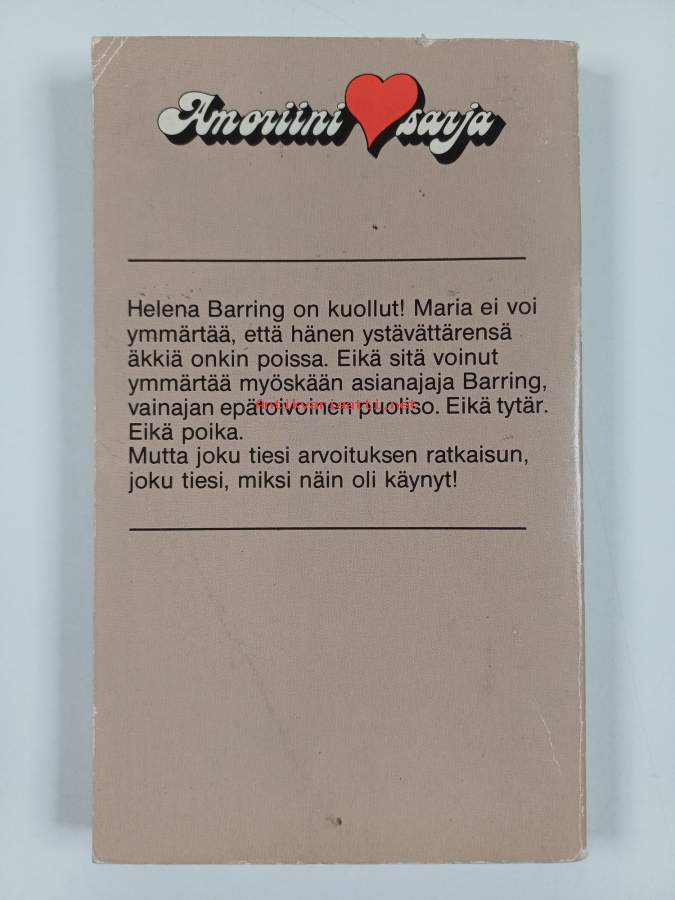 Amoriini sarja
Helena Barring on kuollut! Maria ei voi
ymmärtää, että hänen ystävättärensä
äkkiä onkin poissa. Eikä sitä voinut
ymmärtää myöskään asianajaja Barring,
vainajan epätoivoinen puoliso. Eikä tytär.
Antikvariaatti.net
Eikä poika.
Mutta joku tiesi arvoituksen ratkaisun,
joku tiesi, miksi näin oli käynyt!